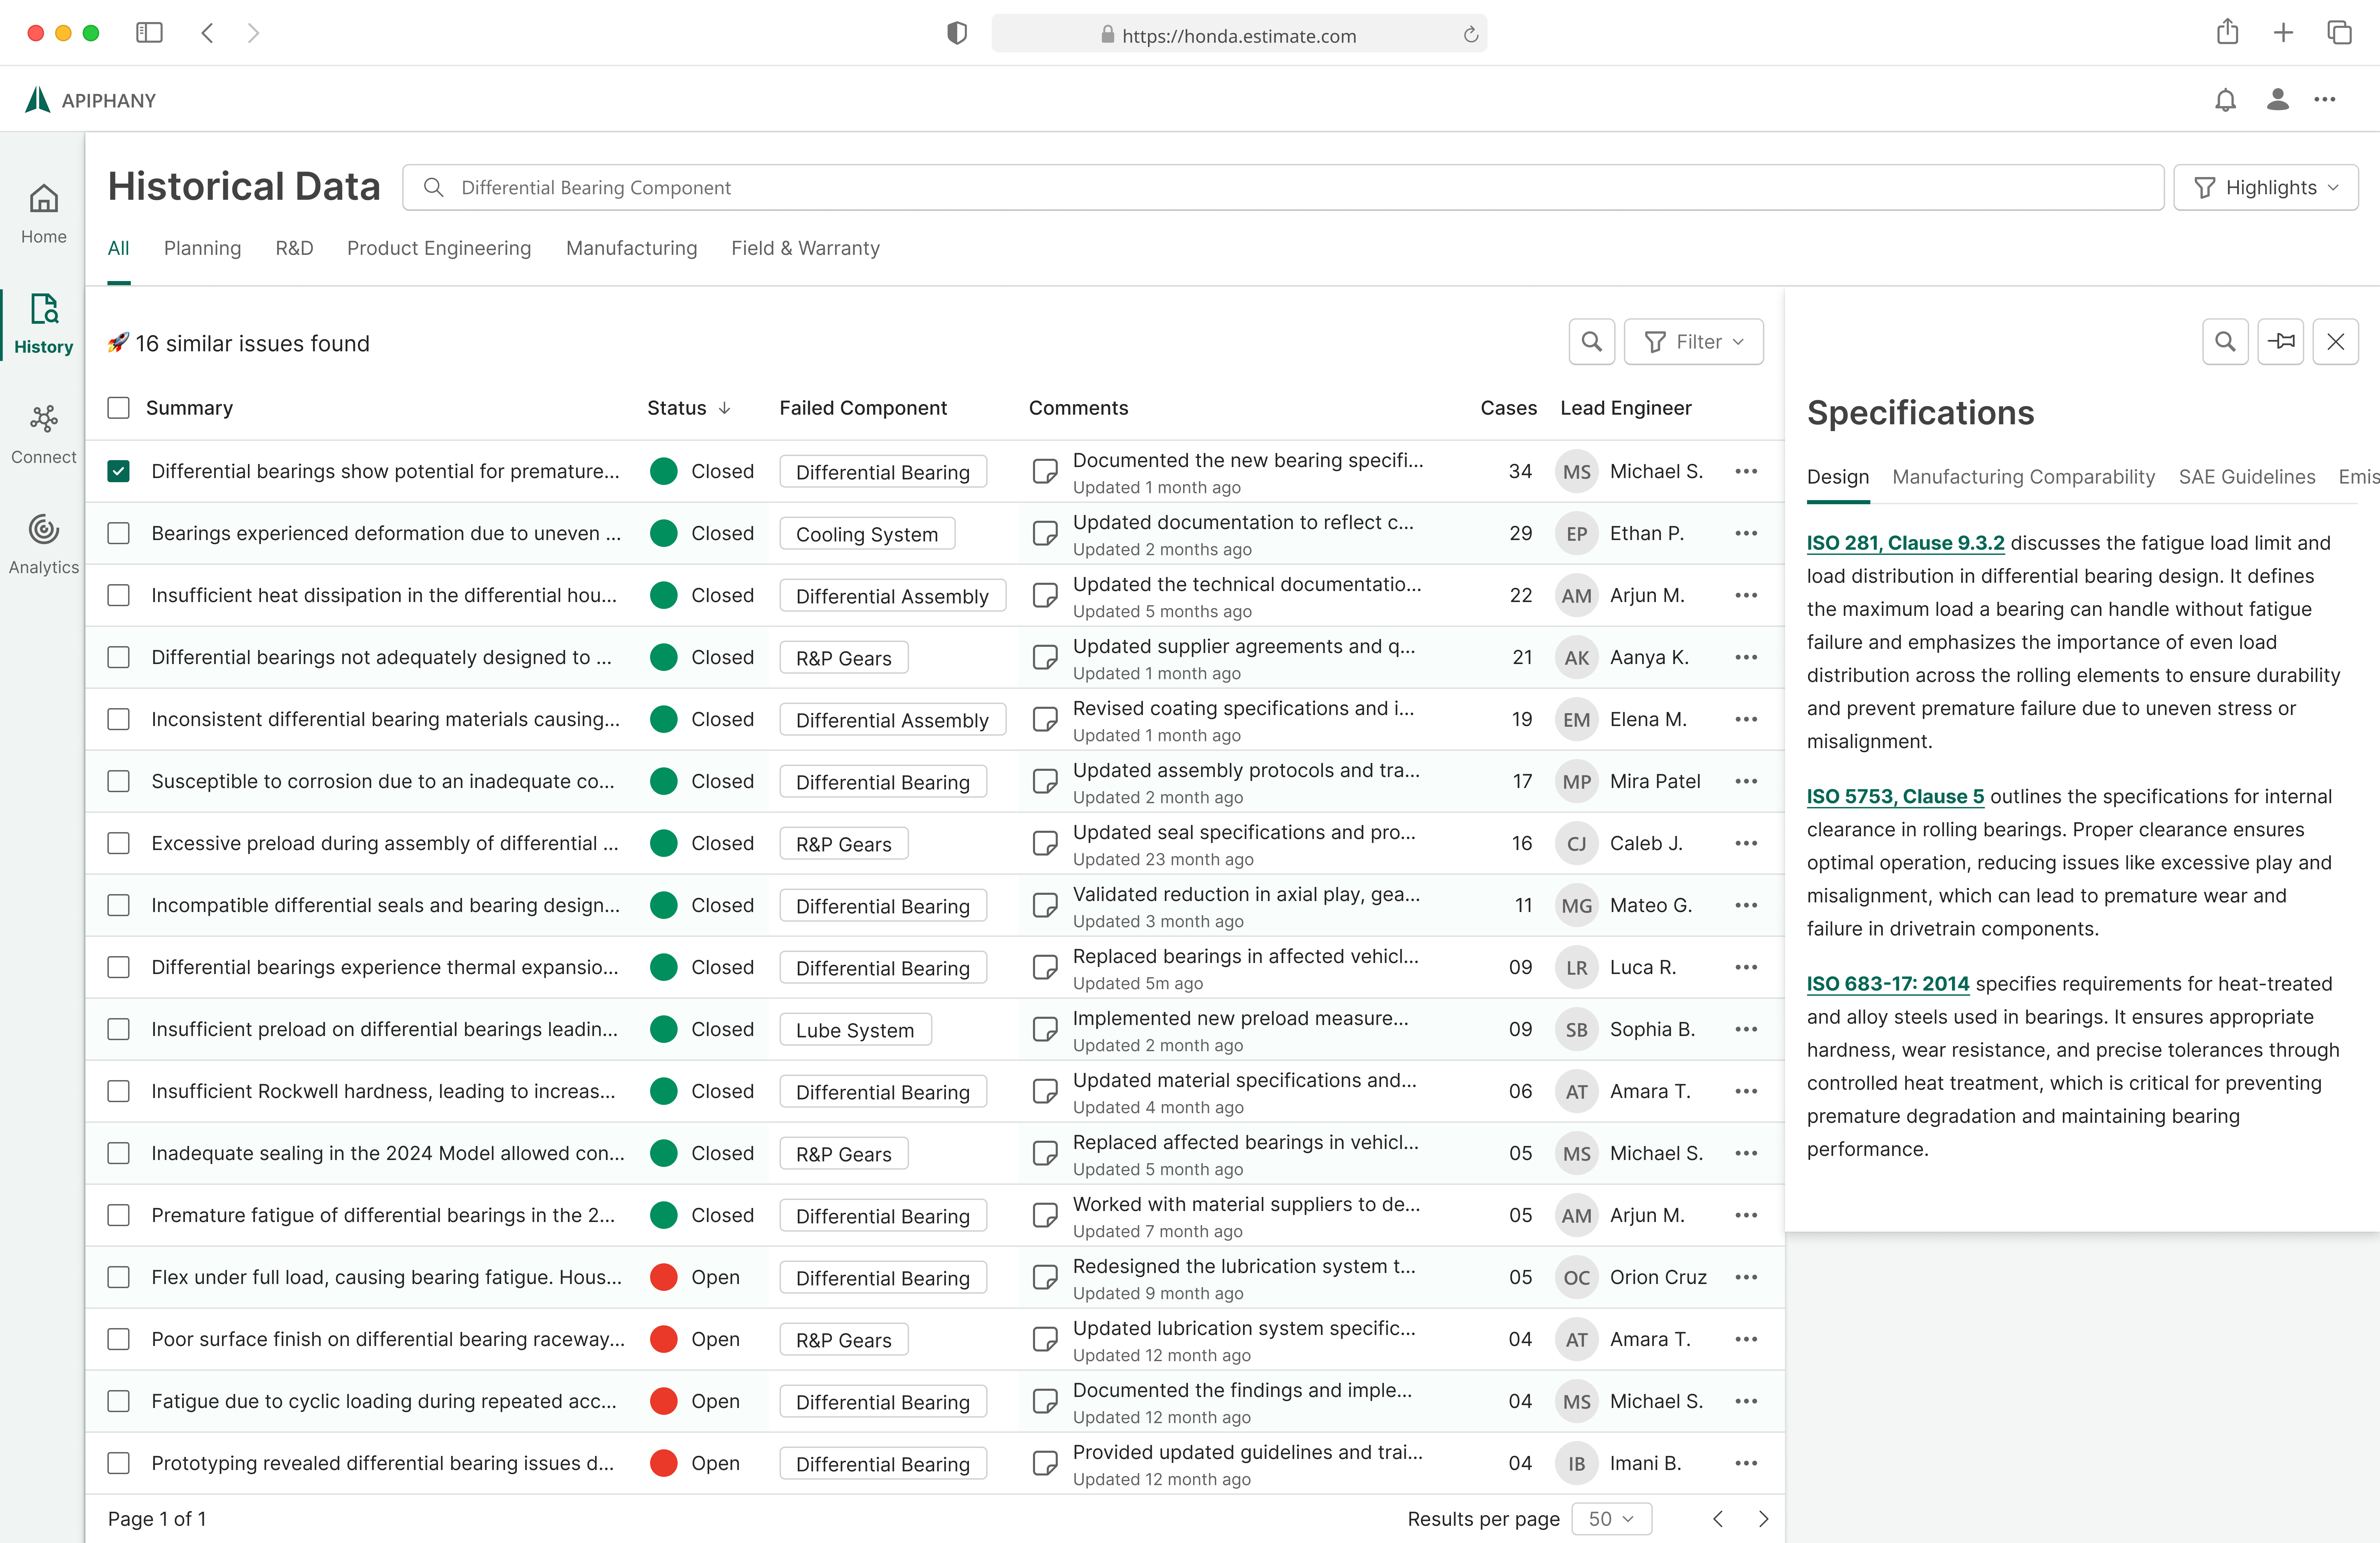 https://honda.estimate.com
APIPHANY
Home
History
Connect
Analytics
Historical Data
Differential Bearing Component
Highlights
All Planning R&D Product Engineering Manufacturing Field & Warranty
🚀 16 similar issues found
Filter
Summary Status ↓ Failed Component Comments Cases Lead Engineer
Differential bearings show potential for premature... Closed Differential Bearing Documented the new bearing specifi... 34 MS Michael S.
Updated 1 month ago
Bearings experienced deformation due to uneven ... Closed Cooling System Updated documentation to reflect c... 29 EP Ethan P.
Updated 2 months ago
Insufficient heat dissipation in the differential hou... Closed Differential Assembly Updated the technical documentatio... 22 AM Arjun M.
Updated 5 months ago
Differential bearings not adequately designed to ... Closed R&P Gears Updated supplier agreements and q... 21 AK Aanya K.
Updated 1 month ago
Inconsistent differential bearing materials causing... Closed Differential Assembly Revised coating specifications and i... 19 EM Elena M.
Updated 1 month ago
Susceptible to corrosion due to an inadequate co... Closed Differential Bearing Updated assembly protocols and tra... 17 MP Mira Patel
Updated 2 month ago
Excessive preload during assembly of differential ... Closed R&P Gears Updated seal specifications and pro... 16 CJ Caleb J.
Updated 23 month ago
Incompatible differential seals and bearing design... Closed Differential Bearing Validated reduction in axial play, gea... 11 MG Mateo G.
Updated 3 month ago
Differential bearings experience thermal expansio... Closed Differential Bearing Replaced bearings in affected vehicl... 09 LR Luca R.
Updated 5m ago
Insufficient preload on differential bearings leadin... Closed Lube System Implemented new preload measure... 09 SB Sophia B.
Updated 2 month ago
Insufficient Rockwell hardness, leading to increas... Closed Differential Bearing Updated material specifications and... 06 AT Amara T.
Updated 4 month ago
Inadequate sealing in the 2024 Model allowed con... Closed R&P Gears Replaced affected bearings in vehicl... 05 MS Michael S.
Updated 5 month ago
Premature fatigue of differential bearings in the 2... Closed Differential Bearing Worked with material suppliers to de... 05 AM Arjun M.
Updated 7 month ago
Flex under full load, causing bearing fatigue. Hous... Open Differential Bearing Redesigned the lubrication system t... 05 OC Orion Cruz
Updated 9 month ago
Poor surface finish on differential bearing raceway... Open R&P Gears Updated lubrication system specific... 04 AT Amara T.
Updated 12 month ago
Fatigue due to cyclic loading during repeated acc... Open Differential Bearing Documented the findings and imple... 04 MS Michael S.
Updated 12 month ago
Prototyping revealed differential bearing issues d... Open Differential Bearing Provided updated guidelines and trai... 04 IB Imani B.
Updated 12 month ago
Page 1 of 1
Results per page 50
Specifications
Design Manufacturing Comparability SAE Guidelines Emis
ISO 281, Clause 9.3.2 discusses the fatigue load limit and
load distribution in differential bearing design. It defines
the maximum load a bearing can handle without fatigue
failure and emphasizes the importance of even load
distribution across the rolling elements to ensure durability
and prevent premature failure due to uneven stress or
misalignment.
ISO 5753, Clause 5 outlines the specifications for internal
clearance in rolling bearings. Proper clearance ensures
optimal operation, reducing issues like excessive play and
misalignment, which can lead to premature wear and
failure in drivetrain components.
ISO 683-17: 2014 specifies requirements for heat-treated
and alloy steels used in bearings. It ensures appropriate
hardness, wear resistance, and precise tolerances through
controlled heat treatment, which is critical for preventing
premature degradation and maintaining bearing
performance.